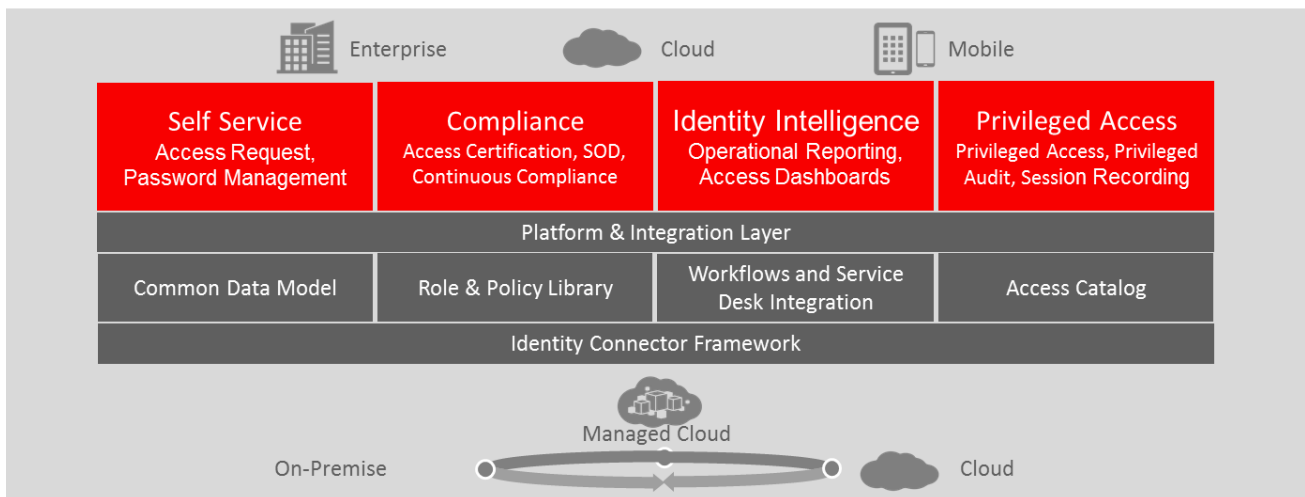 Enterprise
Cloud
Mobile
Self Service
Access Request,
Password Management
Compliance
Access Certification, SOD,
Continuous Compliance
Identity Intelligence
Operational Reporting,
Access Dashboards
Privileged Access
Privileged Access, Privileged
Audit, Session Recording
Platform & Integration Layer
Common Data Model
Role & Policy Library
Workflows and Service
Desk Integration
Access Catalog
Identity Connector Framework
Managed Cloud
On-Premise
Cloud